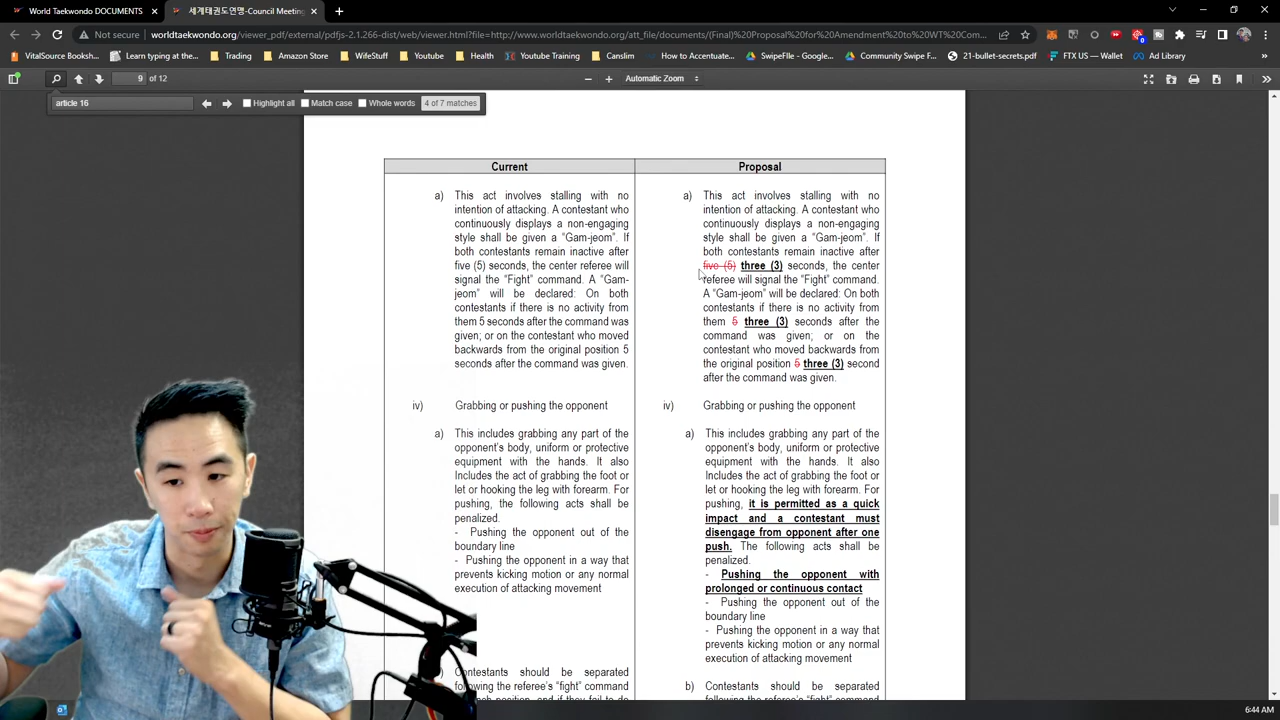 World Taekwondo DOCUMENTS
세계태권도연맹-Council Meeting
Not secure
worldtaekwondo.org/viewer_pdf/external/pdfjs-2.1.266-dist/web/viewer.html?file=http://www.worldtaekwondo.org/att_file/documents/(Final)%20Proposal%20for%20Amendment%20to%20WT%20Com...
VitalSource Bookm...
Learn typing at the...
Trading
Amazon Store
WifeStuff
Youtube
Health
Youtube
Youtube
Canslim
How to Accentuate...
SwipeFIle
Community Swipe F...
21-bullet-secrets.pdf
FTX US — Wallet
Ad Library
9 of 12
Automatic Zoom
article 16
Highlight all
Match case
Whole words
4 of 7 matches
Current
a) This act involves stalling with no
intention of attacking. A contestant who
continuously displays a non-engaging
style shall be given a “Gam-jeom”. If
both contestants remain inactive after
five (5) seconds, the center referee will
signal the “Fight” command. A “Gam-
jeom” will be declared: On both
contestants if there is no activity from
them 5 seconds after the command was
given; or on the contestant who moved
backwards from the original position 5
seconds after the command was given.
iv) Grabbing or pushing the opponent
a) This includes grabbing any part of the
opponent’s body, uniform or protective
equipment with the hands. It also
Includes the act of grabbing the foot or
let or hooking the leg with forearm. For
pushing, the following acts shall be
penalized.
- Pushing the opponent out of the
boundary line
- Pushing the opponent in a way that
prevents kicking motion or any normal
execution of attacking movement
Contestants should be separated
following the referee’s “fight” command
Proposal
a) This act involves stalling with no
intention of attacking. A contestant who
continuously displays a non-engaging
style shall be given a “Gam-jeom”. If
both contestants remain inactive after
five (5) three (3) seconds, the center
referee will signal the “Fight” command.
A “Gam-jeom” will be declared: On both
contestants if there is no activity from
them 5 three (3) seconds after the
command was given; or on the
contestant who moved backwards from
the original position 5 three (3) second
after the command was given.
iv) Grabbing or pushing the opponent
a) This includes grabbing any part of the
opponent’s body, uniform or protective
equipment with the hands. It also
Includes the act of grabbing the foot or
let or hooking the leg with forearm. For
pushing, it is permitted as a quick
impact and a contestant must
disengage from opponent after one
push. The following acts shall be
penalized.
- Pushing the opponent with
prolonged or continuous contact
- Pushing the opponent out of the
boundary line
- Pushing the opponent in a way that
prevents kicking motion or any normal
execution of attacking movement
b) Contestants should be separated
following the referee’s “fight” command
6:44 AM